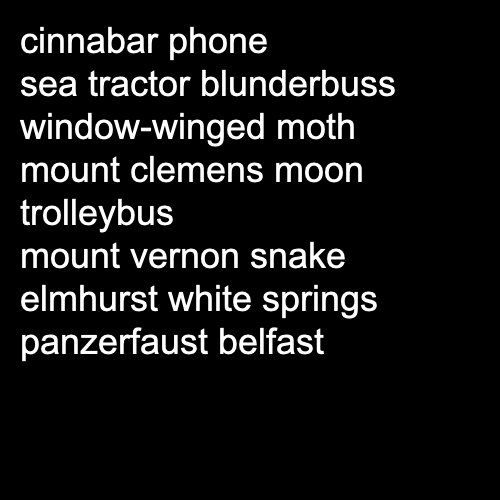 cinnabar phone
sea tractor blunderbuss
window-winged moth
mount clemens moon
trolleybus
mount vernon snake
elmhurst white springs
panzerfaust belfast